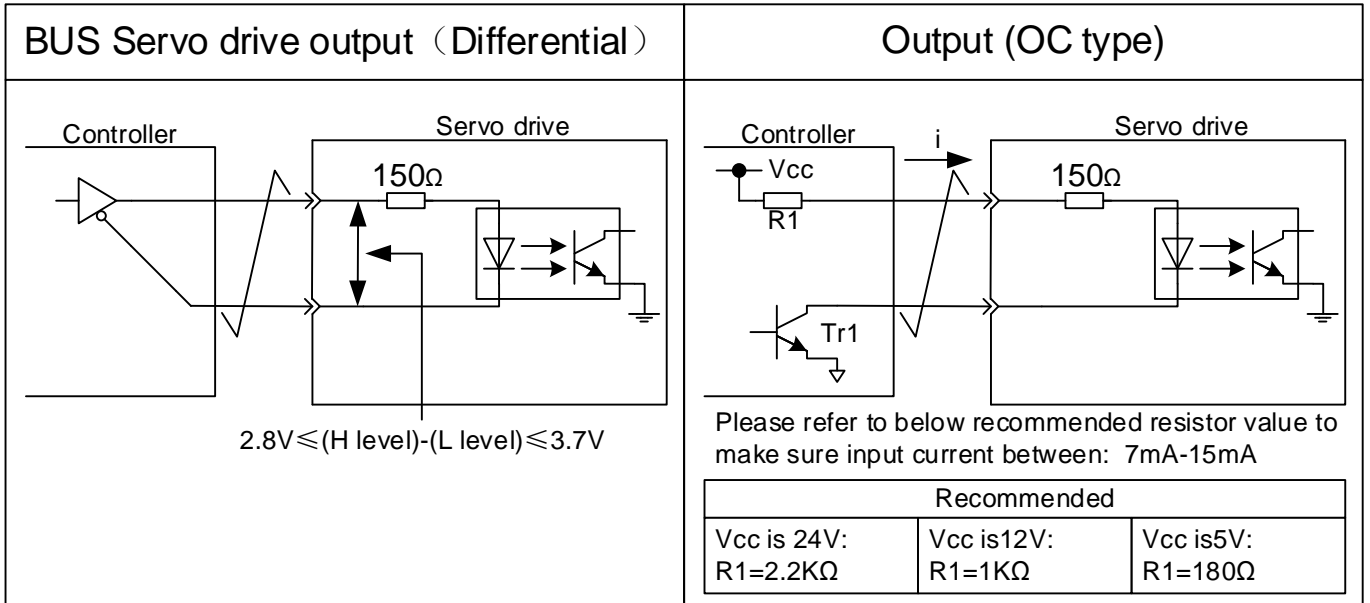 BUS Servo drive output（Differential）
Output (OC type)
Controller
Servo drive
150Ω
2.8V≤(H level)-(L level)≤3.7V
Controller
i
Servo drive
Vcc
R1
150Ω
Tr1
Please refer to below recommended resistor value to
make sure input current between: 7mA-15mA
Recommended
Vcc is 24V:
R1=2.2KΩ
Vcc is12V:
R1=1KΩ
Vcc is5V:
R1=180Ω